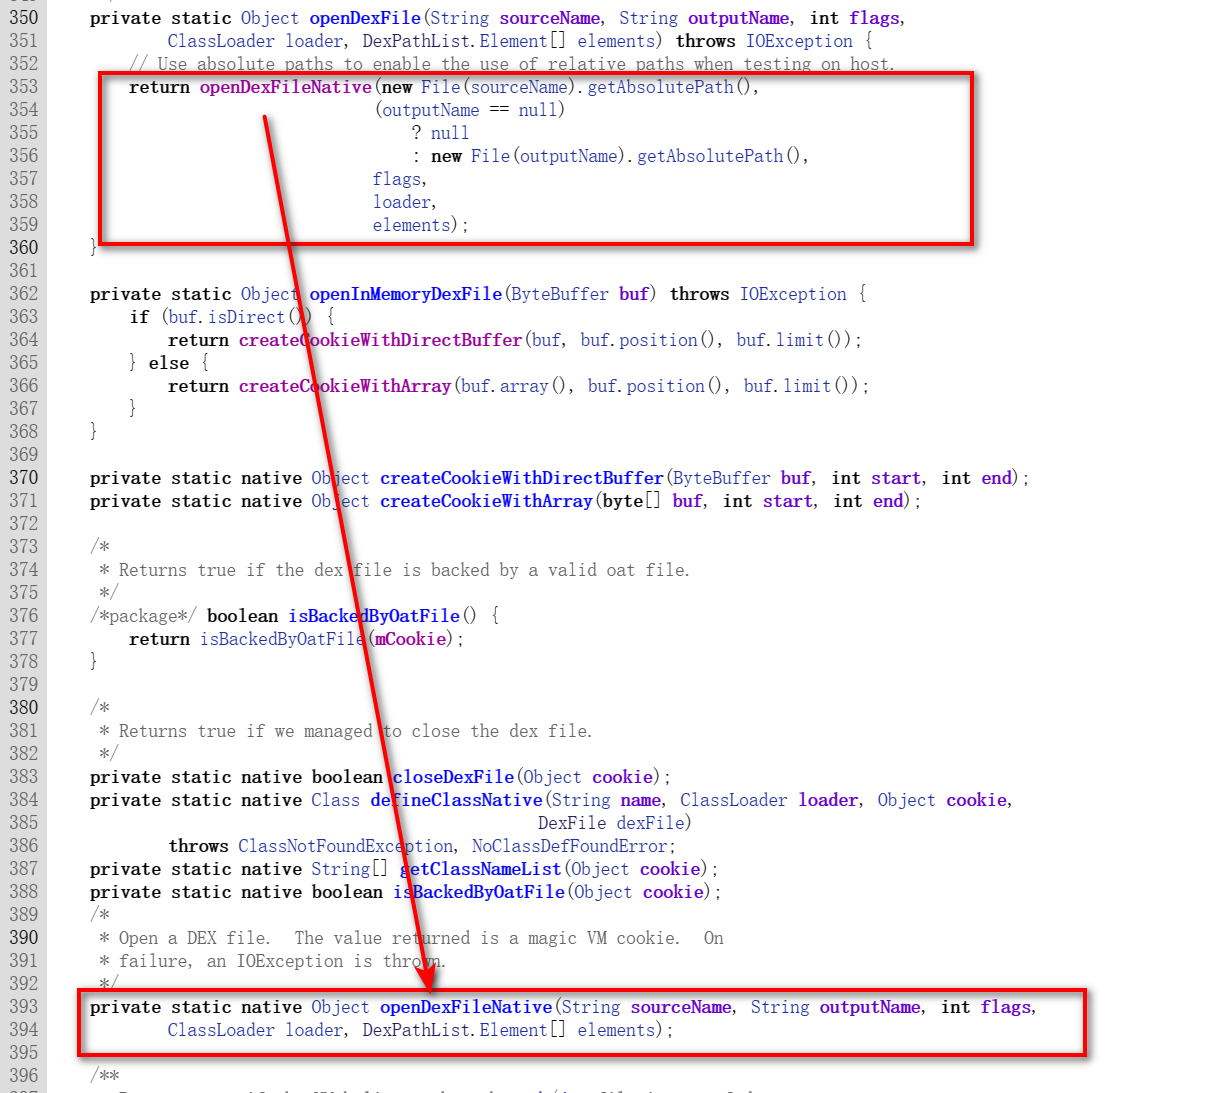 350 private static Object openDexFile(String sourceName, String outputName, int flags,
351 ClassLoader loader, DexPathList.Element[] elements) throws IOException {
352 // Use absolute paths to enable the use of relative paths when testing on host.
353 return openDexFileNative(new File(sourceName).getAbsolutePath(),
354 (outputName == null)
355 ? null
356 : new File(outputName).getAbsolutePath(),
357 flags,
358 loader,
359 elements);
360 }
361
362 private static Object openInMemoryDexFile(ByteBuffer buf) throws IOException {
363 if (buf.isDirect()) {
364 return createCookieWithDirectBuffer(buf, buf.position(), buf.limit());
365 } else {
366 return createCookieWithArray(buf.array(), buf.position(), buf.limit());
367 }
368 }
369
370 private static native Object createCookieWithDirectBuffer(ByteBuffer buf, int start, int end);
371 private static native Object createCookieWithArray(byte[] buf, int start, int end);
372
373 /*
374 * Returns true if the dex file is backed by a valid oat file.
375 */
376 /*package*/ boolean isBackedByOatFile() {
377 return isBackedByOatFile(mCookie);
378 }
379
380 /*
381 * Returns true if we managed to close the dex file.
382 */
383 private static native boolean closeDexFile(Object cookie);
384 private static native Class defineClassNative(String name, ClassLoader loader, Object cookie,
385 DexFile dexFile)
386 throws ClassNotFoundException, NoClassDefFoundError;
387 private static native String[] getClassNameList(Object cookie);
388 private static native boolean isBackedByOatFile(Object cookie);
389 /*
390 * Open a DEX file. The value returned is a magic VM cookie. On
391 * failure, an IOException is thrown.
392 */
393 private static native Object openDexFileNative(String sourceName, String outputName, int flags,
394 ClassLoader loader, DexPathList.Element[] elements);
395
396 /**